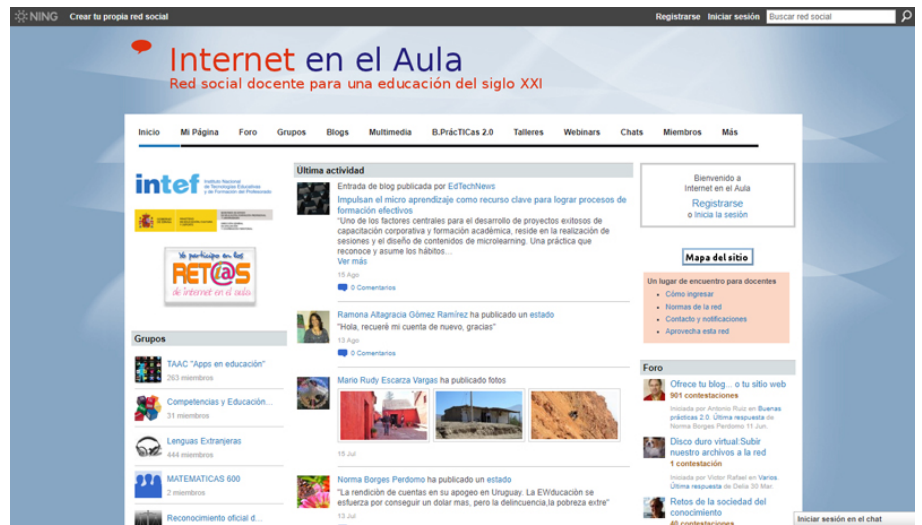 NING Crear tu propia red social Registrarse Iniciar sesión Buscar red social
Internet en el Aula
Red social docente para una educación del siglo XXI
Inicio Mi Página Foro Grupos Blogs Multimedia B.PrácTICas 2.0 Talleres Webinars Chats Miembros Más
intef Instituto Nacional
de Tecnologías Educativas
y de Formación del Profesorado
Yo participo en los
RET@S
de internet en el aula
Grupos
TAAC "Apps en educación"
263 miembros
Competencias y Educación...
31 miembros
Lenguas Extranjeras
444 miembros
MATEMATICAS 600
2 miembros
Reconocimiento oficial d...
Última actividad
Entrada de blog publicada por EdTechNews
Impulsan el micro aprendizaje como recurso clave para lograr procesos de
formación efectivos
"Uno de los factores centrales para el desarrollo de proyectos exitosos de
capacitación corporativa y formación académica, reside en la realización de
sesiones y el diseño de contenidos de microlearning. Una práctica que
reconoce y asume los hábitos...
Ver más
15 Ago
0 Comentarios
Ramona Altagracia Gómez Ramírez ha publicado un estado
"Hola, recueré mi cuenta de nuevo, gracias"
13 Ago
0 Comentarios
Mario Rudy Escarza Vargas ha publicado fotos
15 Jul
Norma Borges Perdomo ha publicado un estado
"La rendición de cuentas en su apogeo en Uruguay. La EWducación se
esfuerza por conseguir un dolar mas, pero la delincuencia,la pobreza extre"
13 Jul
Bienvenido a
Internet en el Aula
Registrarse
o Inicia la sesión
Mapa del sitio
Un lugar de encuentro para docentes
Cómo ingresar
Normas de la red
Contacto y notificaciones
Aprovecha esta red
Foro
Ofrece tu blog... o tu sitio web
901 contestaciones
Iniciada por Antonio Ruiz en Buenas
prácticas 2.0. Última respuesta de
Norma Borges Perdomo 11 Jun.
Disco duro virtual:Subir
nuestro archivos a la red
1 contestación
Iniciada por Victor Rafael en Varios.
Última respuesta de Delia 30 Mar.
Retos de la sociedad del
conocimiento
40 contestaciones
Iniciar sesión en el chat